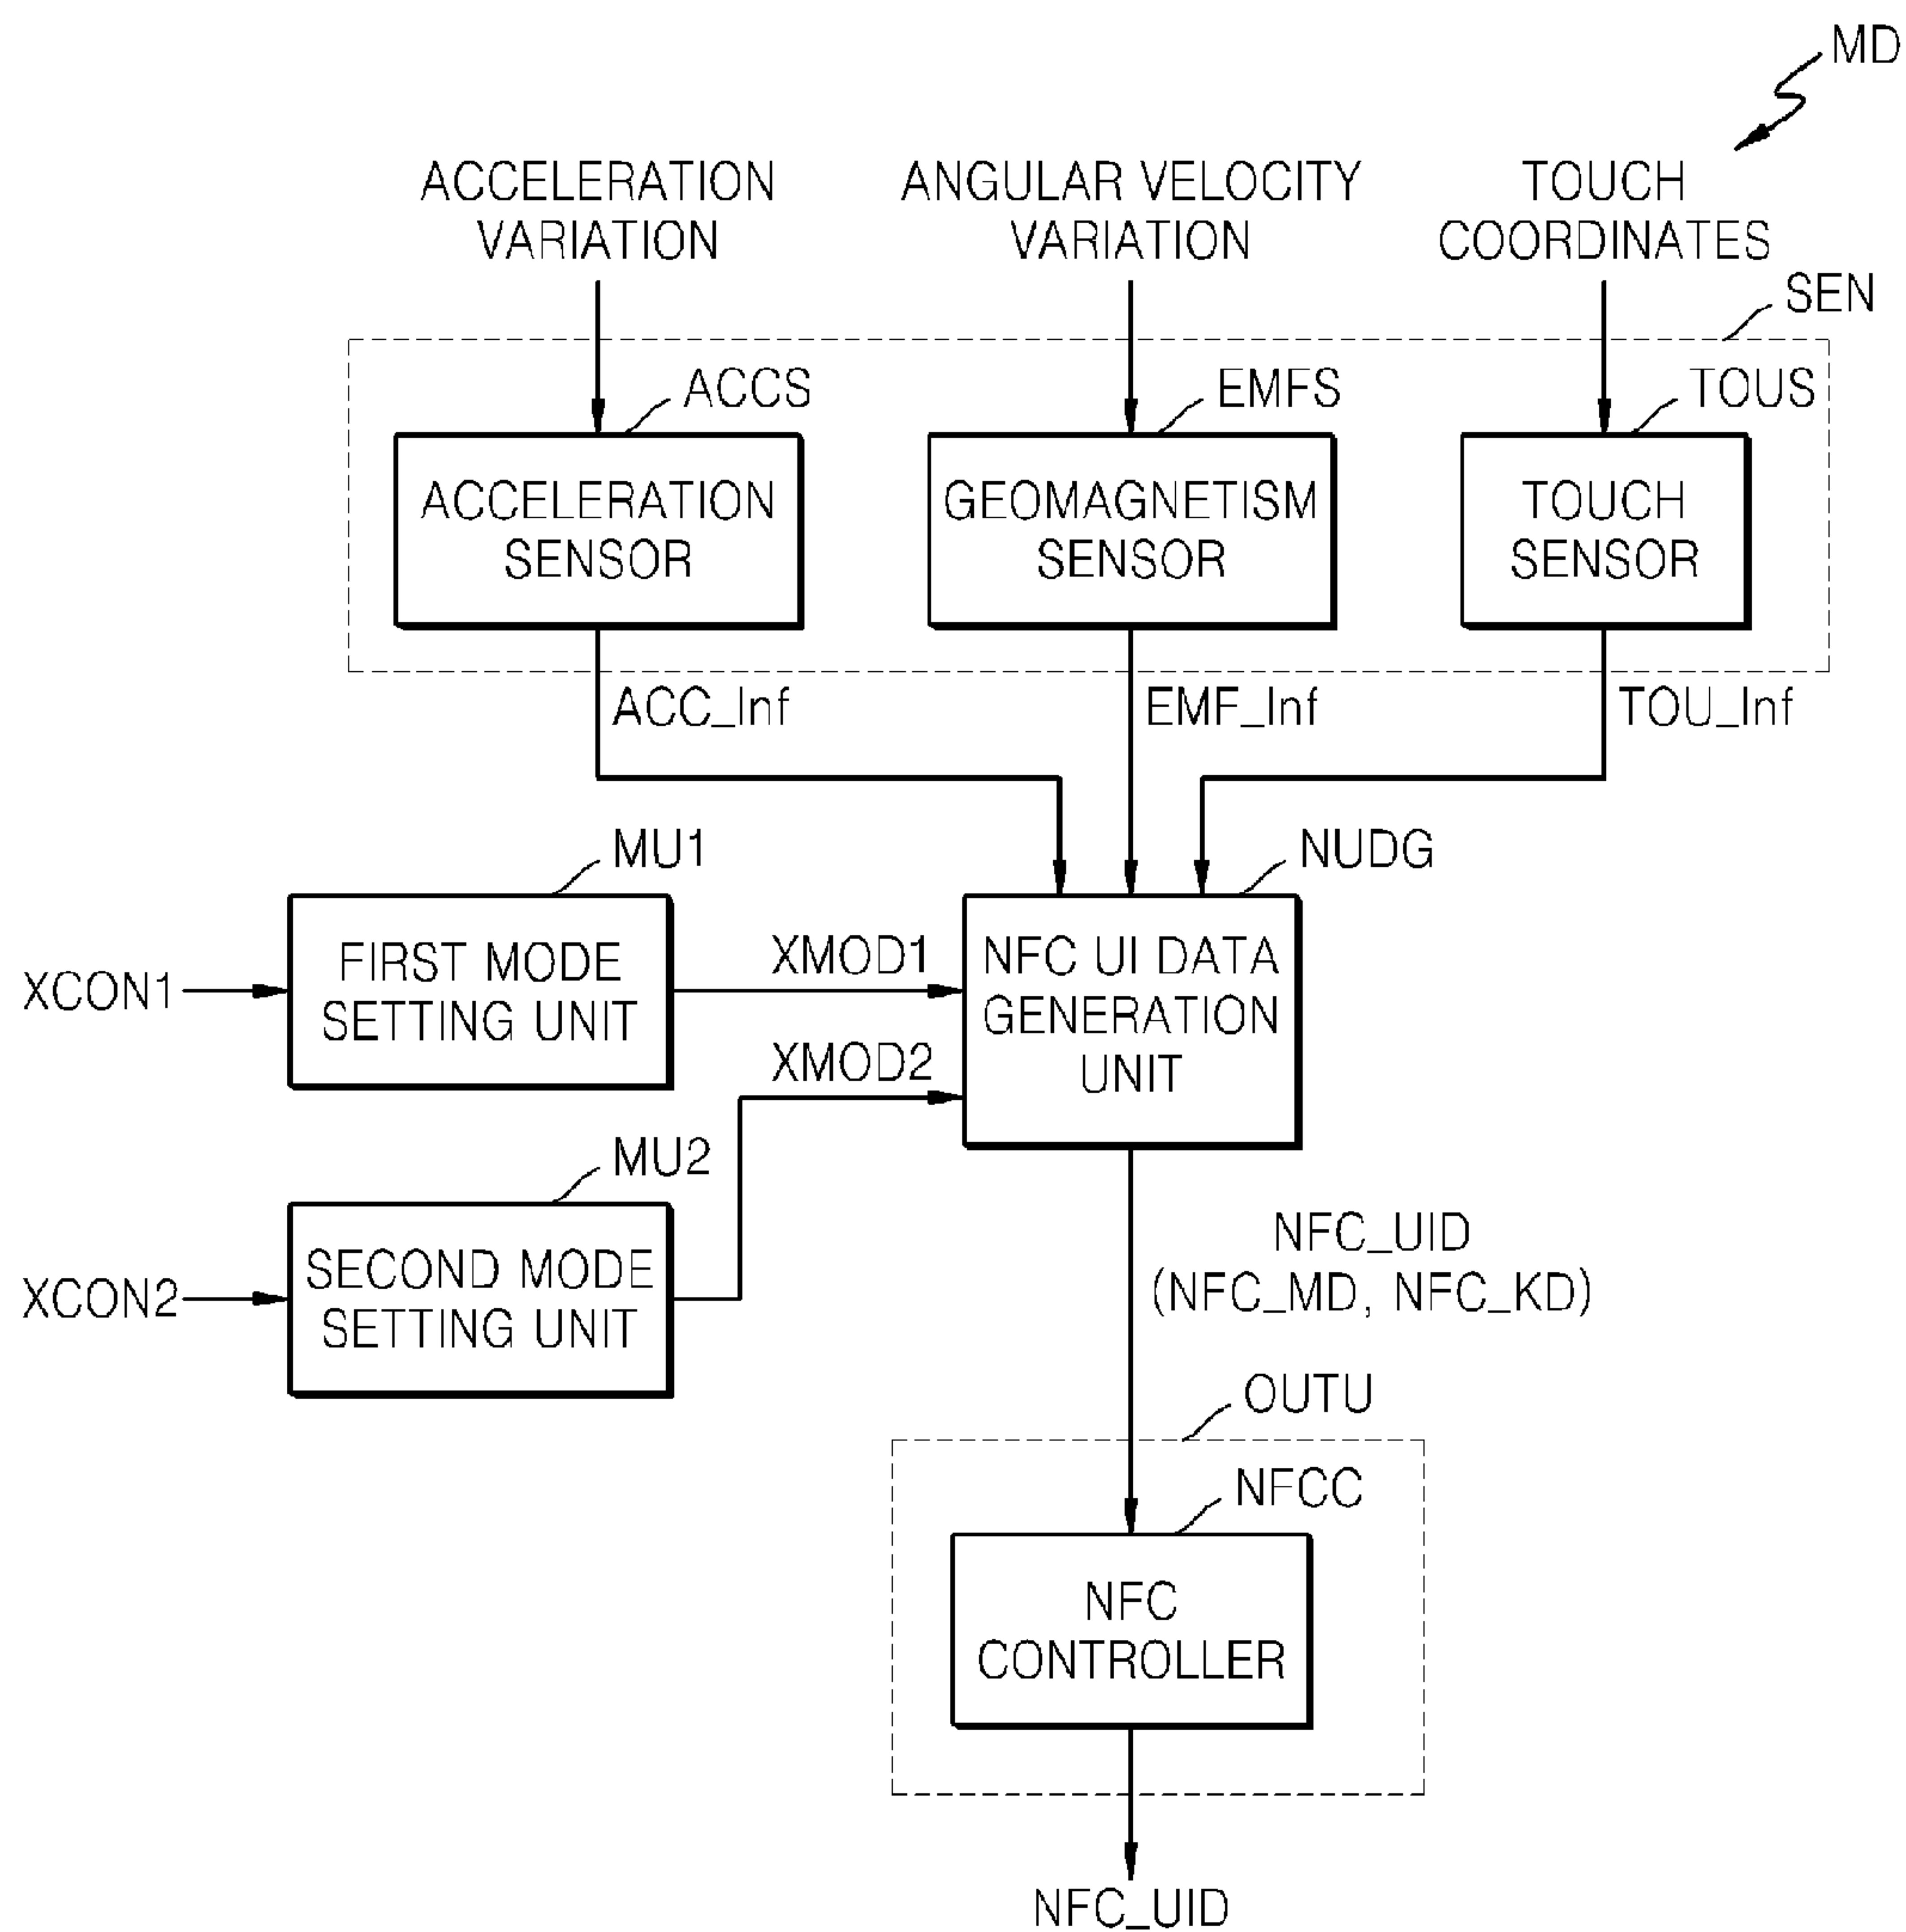 MD
ACCELERATION
VARIATION
ANGULAR VELOCITY
VARIATION
TOUCH
COORDINATES
SEN
ACCS
EMFS
TOUS
ACCELERATION
SENSOR
GEOMAGNETISM
SENSOR
TOUCH
SENSOR
ACC_Inf
EMF_Inf
TOU_Inf
MU1
NUDG
XCON1
FIRST MODE
SETTING UNIT
XMOD1
NFC UI DATA
GENERATION
UNIT
XMOD2
MU2
XCON2
SECOND MODE
SETTING UNIT
NFC_UID
(NFC_MD, NFC_KD)
OUTU
NFCC
NFC
CONTROLLER
NFC_UID